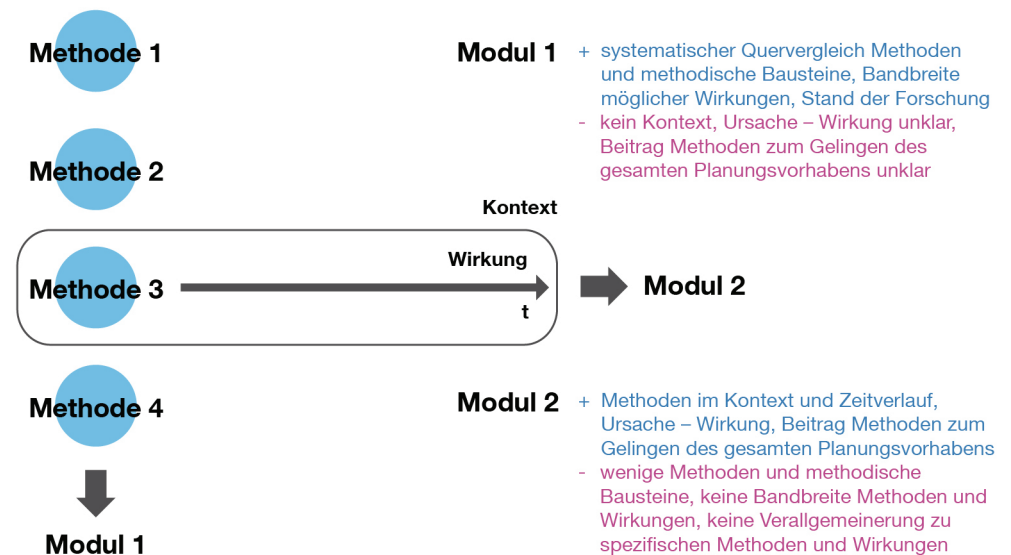 Methode 1
Modul 1
+ systematischer Quervergleich Methoden
und methodische Bausteine, Bandbreite
möglicher Wirkungen, Stand der Forschung
- kein Kontext, Ursache – Wirkung unklar,
Beitrag Methoden zum Gelingen des
gesamten Planungsvorhabens unklar
Methode 2
Kontext
Wirkung
Methode 3
t
Modul 2
Methode 4
Modul 2
+ Methoden im Kontext und Zeitverlauf,
Ursache – Wirkung, Beitrag Methoden zum
Gelingen des gesamten Planungsvorhabens
- wenige Methoden und methodische
Bausteine, keine Bandbreite Methoden und
Wirkungen, keine Verallgemeinerung zu
spezifischen Methoden und Wirkungen
Modul 1